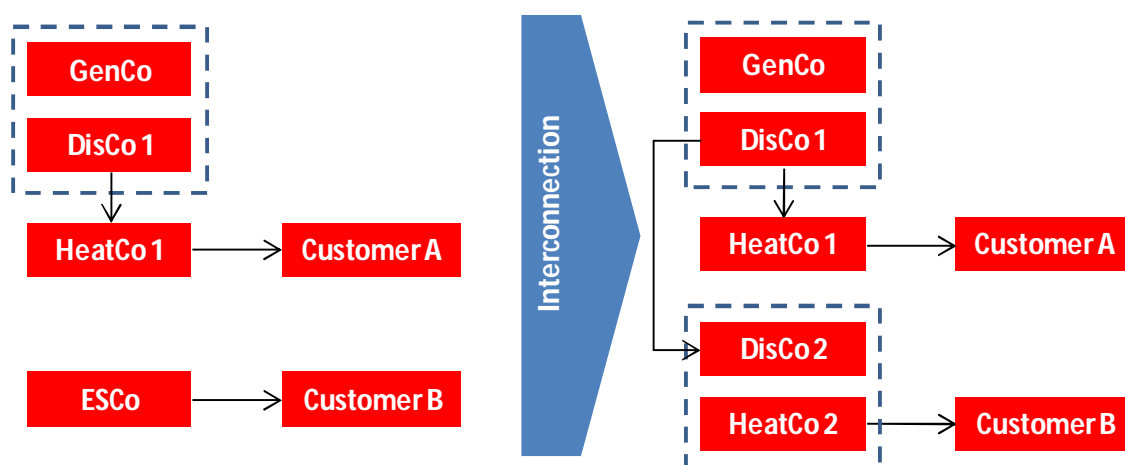 GenCo
DisCo 1
HeatCo 1
Customer A
ESCo
Customer B
Interconnection
GenCo
DisCo 1
HeatCo 1
Customer A
DisCo 2
HeatCo 2
Customer B